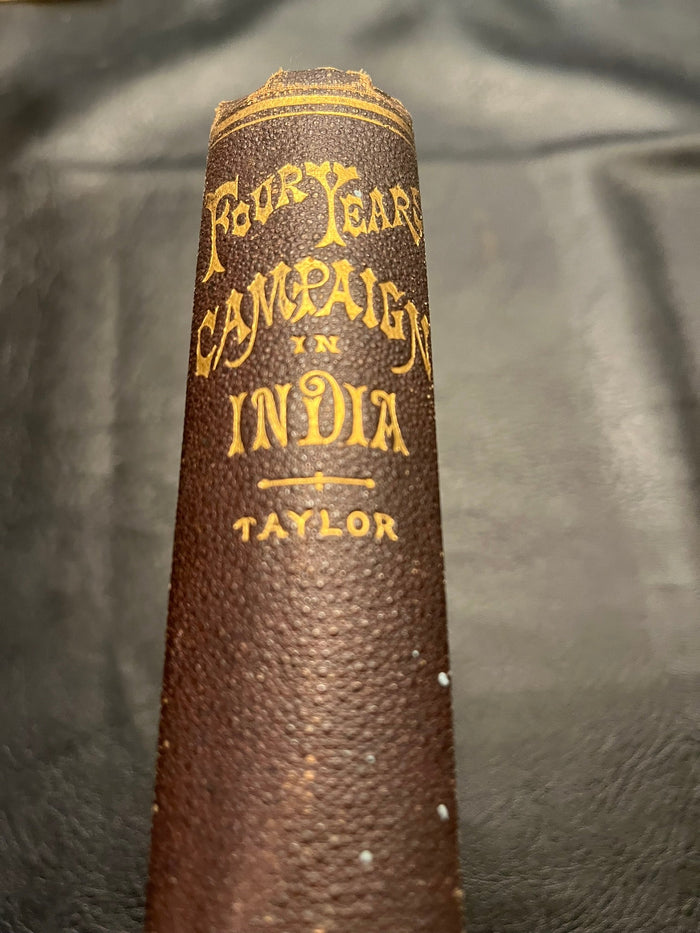 FOUR YEARS'
CAMPAIGN
IN
INDIA
TAYLOR